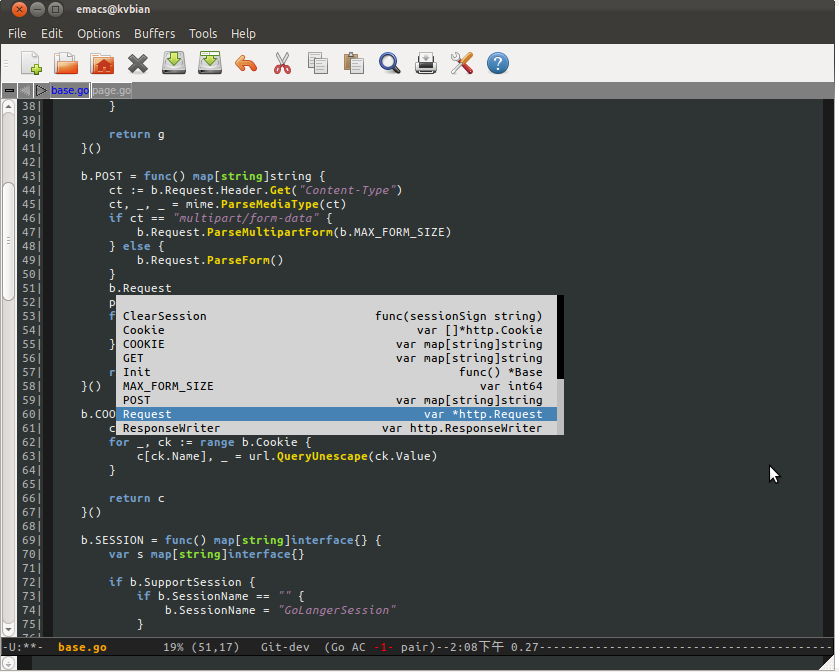 emacs@kvbian
File Edit Options Buffers Tools Help
base.go page.go
38 }
39
40 return g
41 }()
42
43 b.POST = func() map[string]string {
44 ct := b.Request.Header.Get("Content-Type")
45 ct, _, _ = mime.ParseMediaType(ct)
46 if ct == "multipart/form-data" {
47 b.Request.ParseMultipartForm(b.MAX_FORM_SIZE)
48 } else {
49 b.Request.ParseForm()
50 }
51 b.Request
52 p
53 f
54
55 }
56
57 r
58 }()
59
60 b.COO
61 c
ClearSession func(sessionSign string)
Cookie var []*http.Cookie
COOKIE var map[string]string
GET var map[string]string
Init func() *Base
MAX_FORM_SIZE var int64
POST var map[string]string
Request var *http.Request
ResponseWriter var http.ResponseWriter
62 for _, ck := range b.Cookie {
63 c[ck.Name], _ = url.QueryUnescape(ck.Value)
64 }
65
66 return c
67 }()
68
69 b.SESSION = func() map[string]interface{} {
70 var s map[string]interface{}
71
72 if b.SupportSession {
73 if b.SessionName == "" {
74 b.SessionName = "GoLangerSession"
75 }
-U:**- base.go 19% (51,17) Git-dev (Go AC -1- pair)--2:08下午 0.27